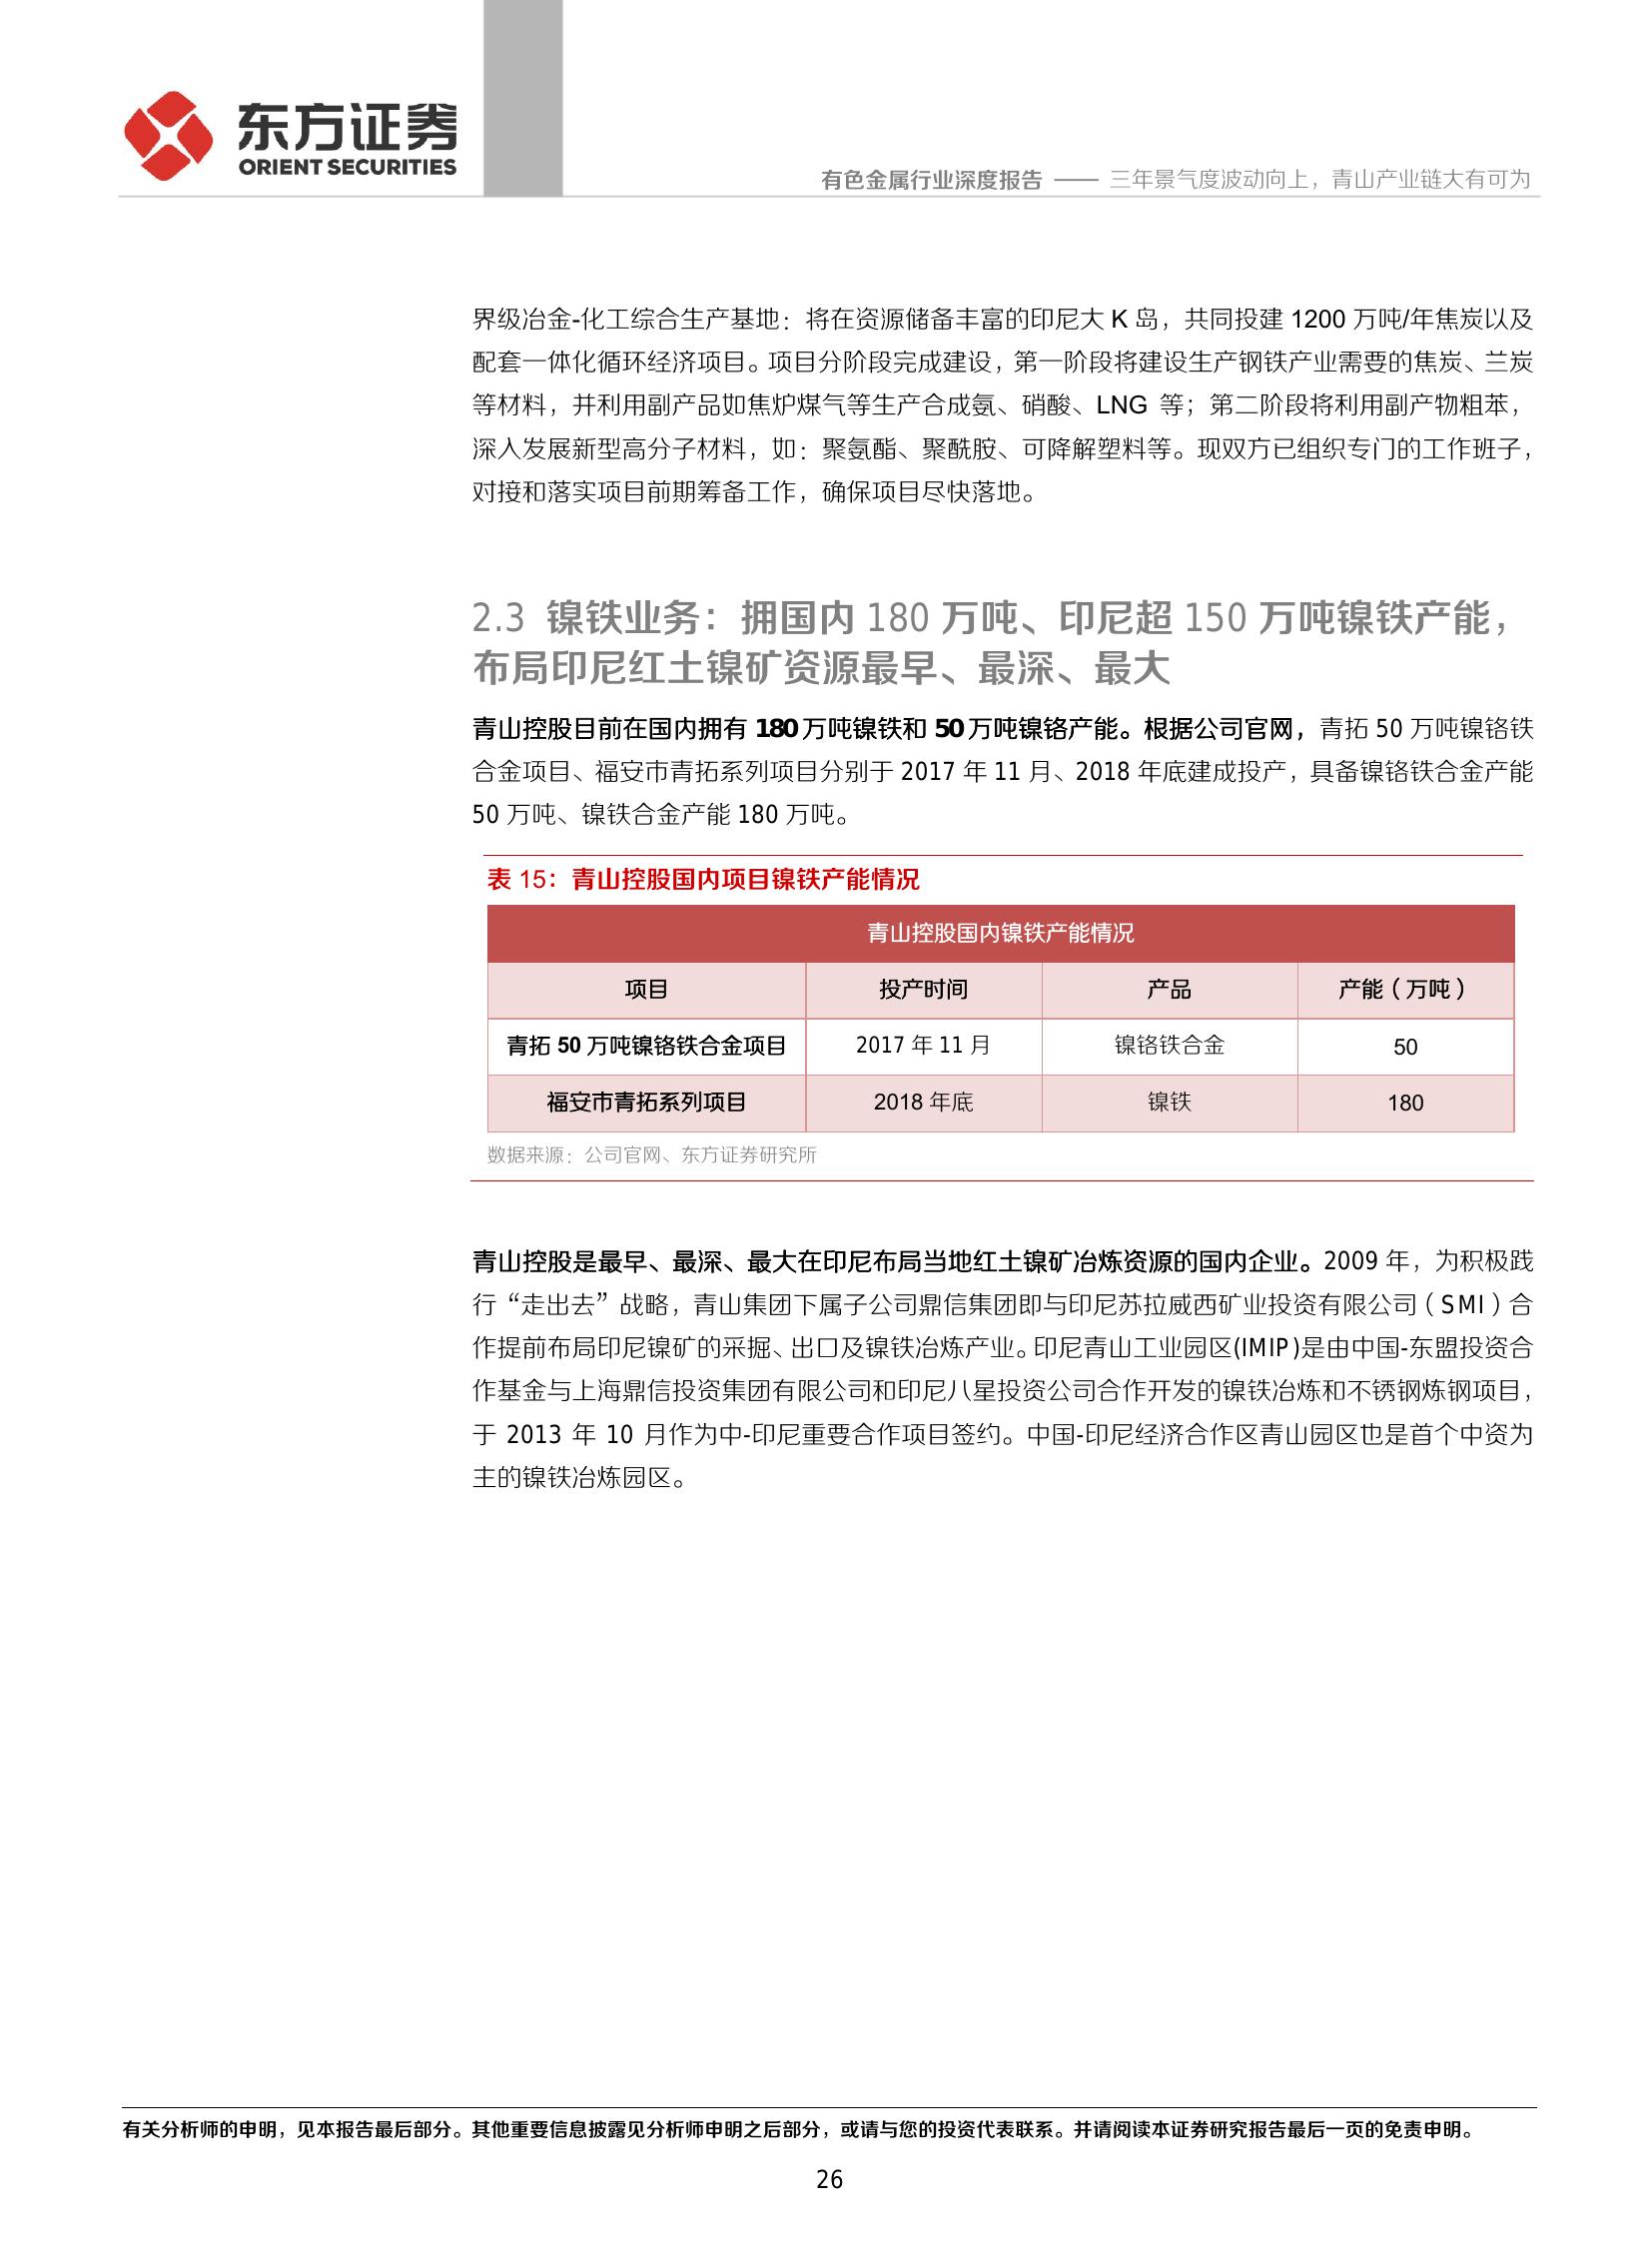 东方证券
ORIENT SECURITIES
有色金属行业深度报告 —— 三年景气度波动向上，青山产业链大有可为
界级冶金-化工综合生产基地：将在资源储备丰富的印尼大 K 岛，共同投建 1200 万吨/年焦炭以及
配套一体化循环经济项目。项目分阶段完成建设，第一阶段将建设生产钢铁产业需要的焦炭、兰炭
等材料，并利用副产品如焦炉煤气等生产合成氨、硝酸、LNG 等；第二阶段将利用副产物粗苯，
深入发展新型高分子材料，如：聚氨酯、聚酰胺、可降解塑料等。现双方已组织专门的工作班子，
对接和落实项目前期筹备工作，确保项目尽快落地。
2.3 镍铁业务：拥国内 180 万吨、印尼超 150 万吨镍铁产能，
布局印尼红土镍矿资源最早、最深、最大
青山控股目前在国内拥有 180 万吨镍铁和 50 万吨镍铬产能。根据公司官网，青拓 50 万吨镍铬铁
合金项目、福安市青拓系列项目分别于 2017 年 11 月、2018 年底建成投产，具备镍铬铁合金产能
50 万吨、镍铁合金产能 180 万吨。
表 15：青山控股国内项目镍铁产能情况
青山控股国内镍铁产能情况
项目 投产时间 产品 产能（万吨）
青拓 50 万吨镍铬铁合金项目 2017 年 11 月 镍铬铁合金 50
福安市青拓系列项目 2018 年底 镍铁 180
数据来源：公司官网、东方证券研究所
青山控股是最早、最深、最大在印尼布局当地红土镍矿冶炼资源的国内企业。2009 年，为积极践
行“走出去”战略，青山集团下属子公司鼎信集团即与印尼苏拉威西矿业投资有限公司（SMI）合
作提前布局印尼镍矿的采掘、出口及镍铁冶炼产业。印尼青山工业园区(IMIP)是由中国-东盟投资合
作基金与上海鼎信投资集团有限公司和印尼八星投资公司合作开发的镍铁冶炼和不锈钢炼钢项目，
于 2013 年 10 月作为中-印尼重要合作项目签约。中国-印尼经济合作区青山园区也是首个中资为
主的镍铁冶炼园区。
有关分析师的申明，见本报告最后部分。其他重要信息披露见分析师申明之后部分，或请与您的投资代表联系。并请阅读本证券研究报告最后一页的免责申明。
26